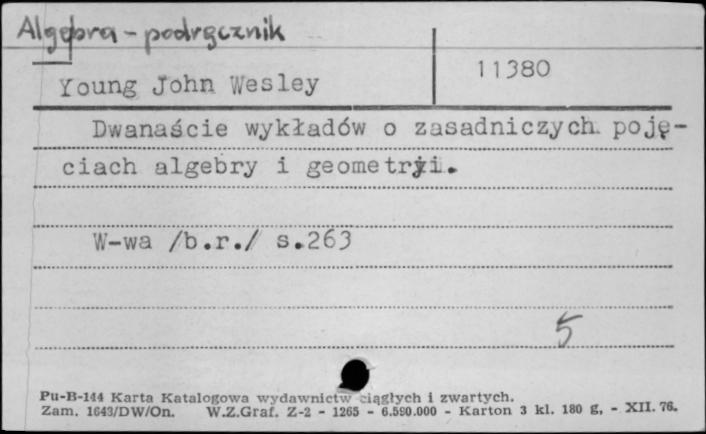 Algebra - podręcznik
Young John Wesley 11380
Dwanaście wykładów o zasadniczych poję-
ciach algebry i geometrii.
W-wa /b.r./ s.263
5
Pu-B-144 Karta Katalogowa wydawnictw ciągłych i zwartych.
Zam. 1643/DW/On. W.Z.Graf. Z-2 - 1265 - 6.590.000 - Karton 3 kl. 180 g. - XII. 76.